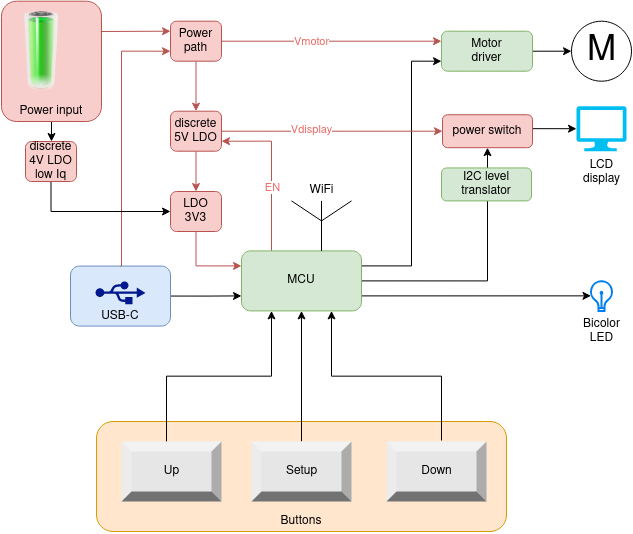 Power input
Power
path
Vmotor
Motor
driver
M
discrete
4V LDO
low Iq
discrete
5V LDO
Vdisplay
power switch
LCD
display
I2C level
translator
EN
WiFi
LDO
3V3
MCU
USB-C
Bicolor
LED
Up
Setup
Down
Buttons